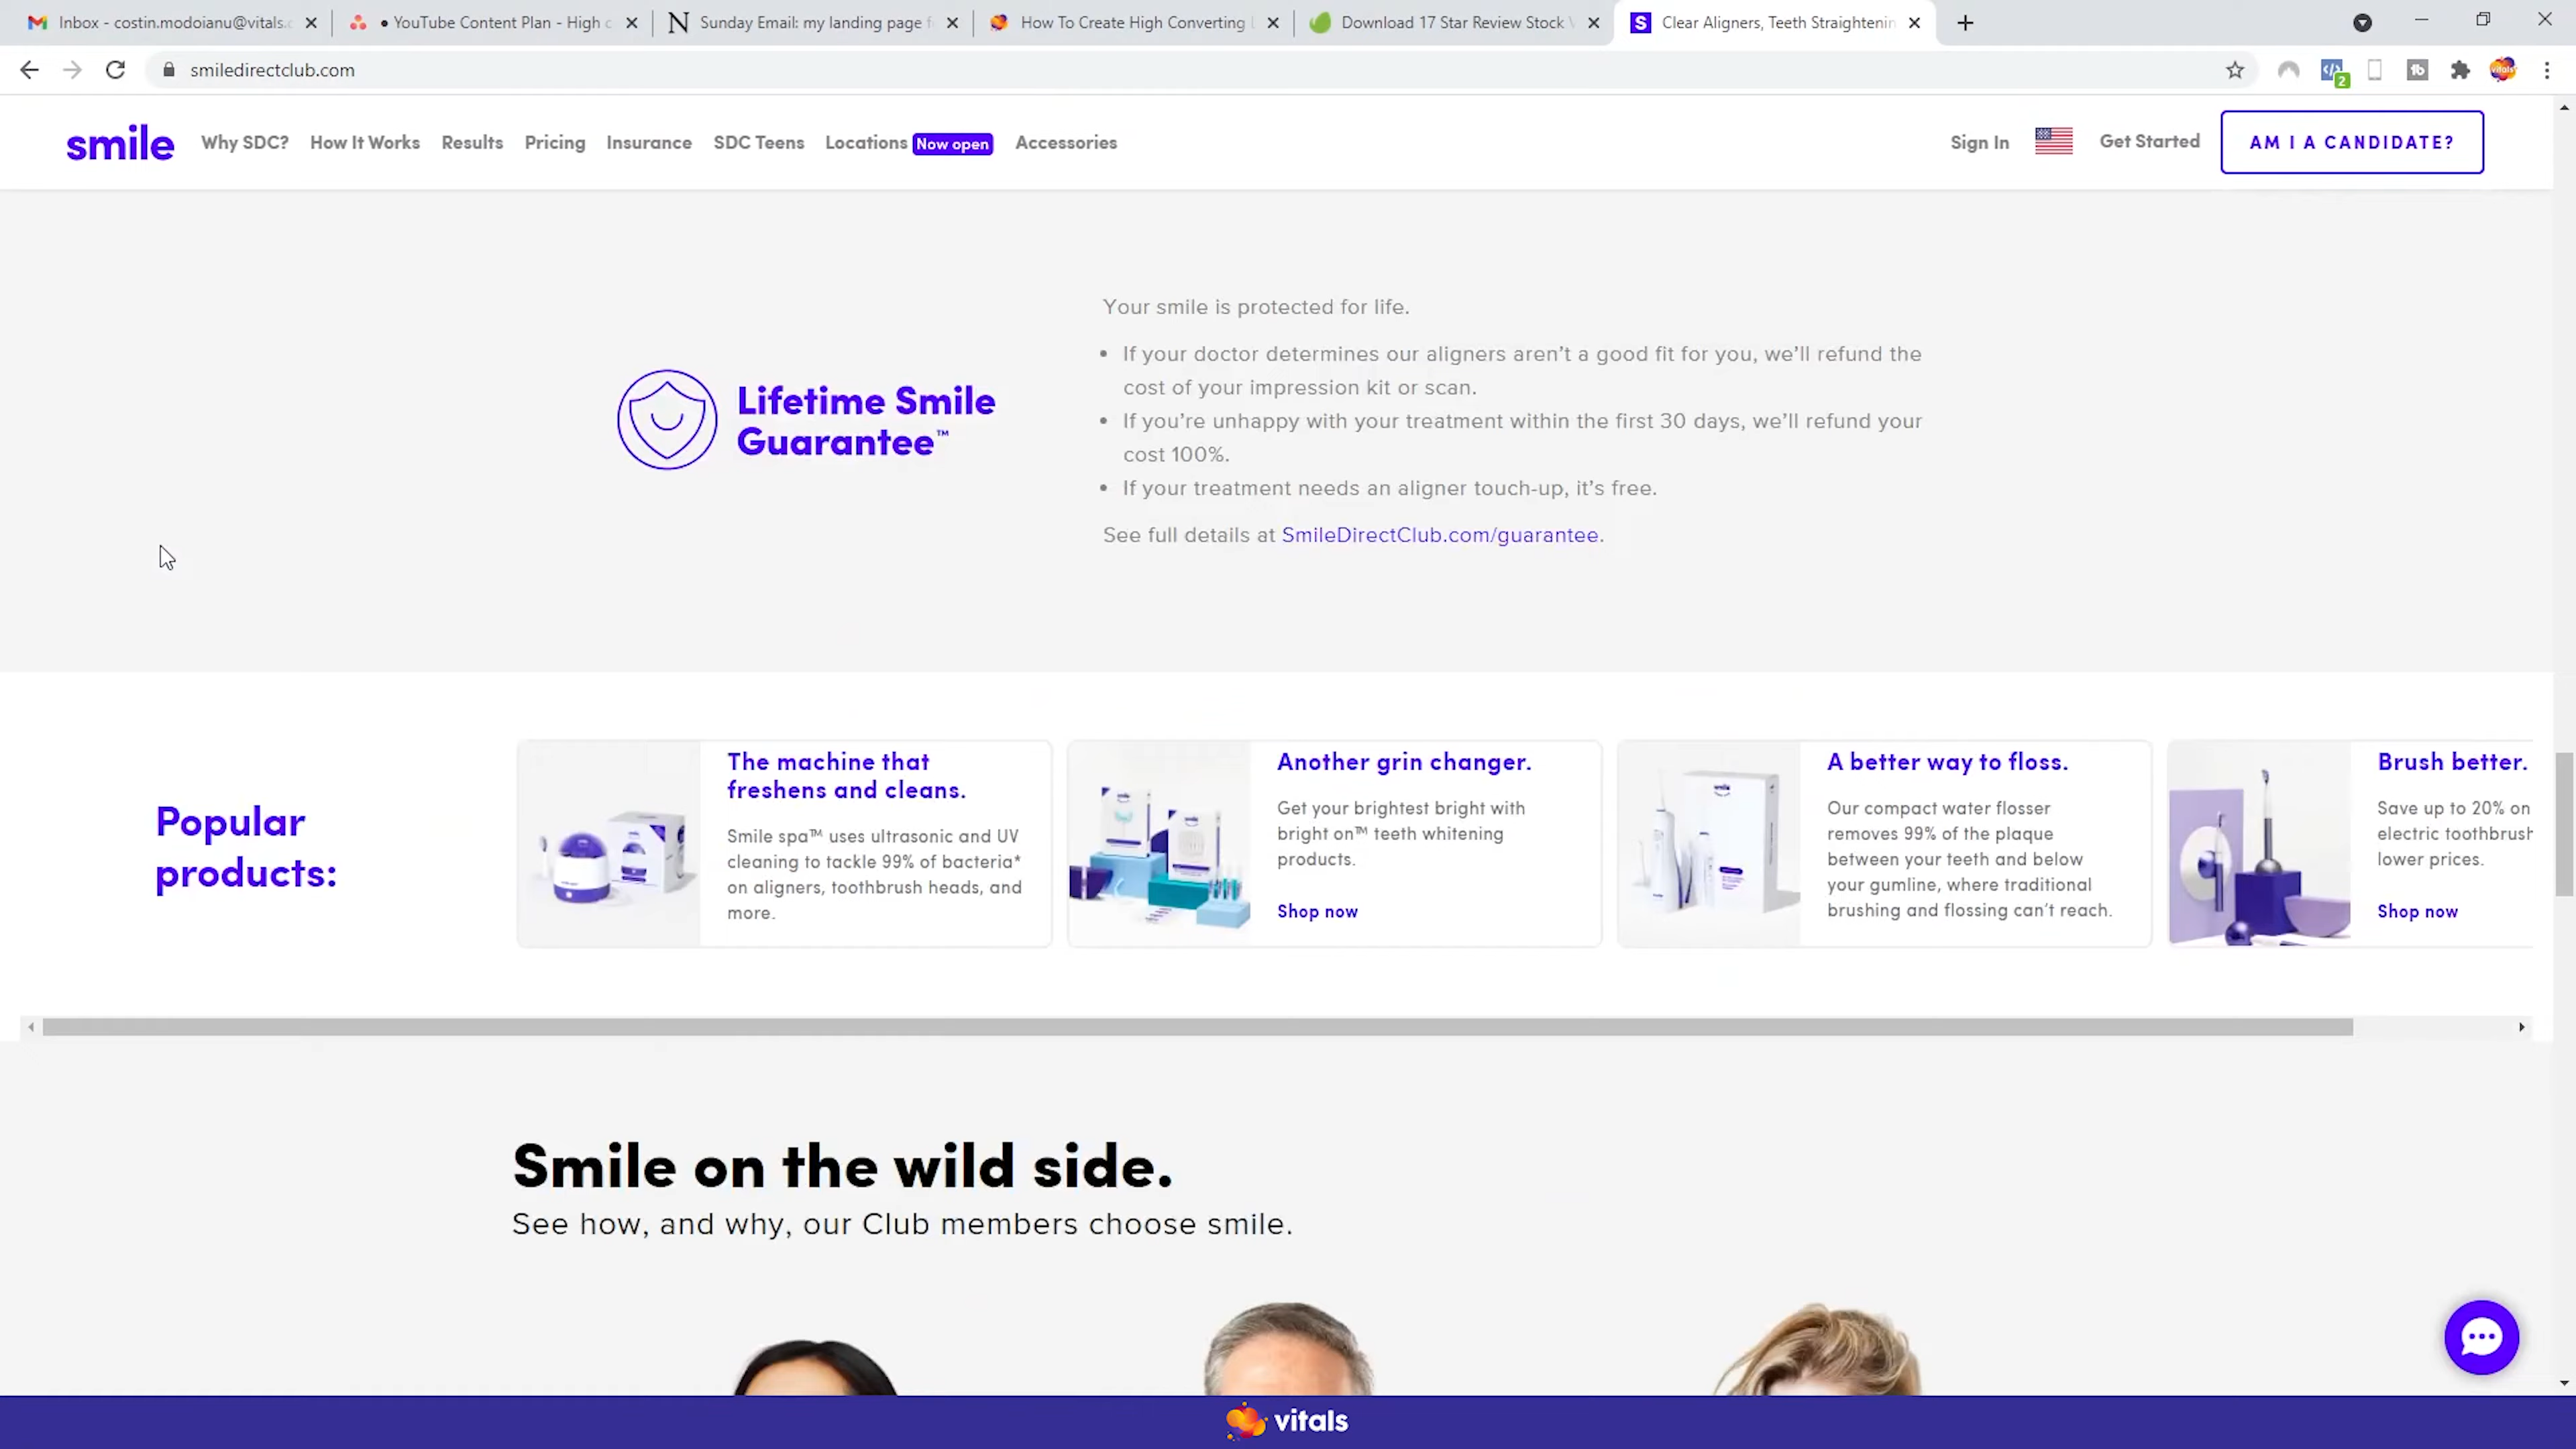 Inbox - costin.modoianu@vitals.
• YouTube Content Plan - High c
Sunday Email: my landing page f
How To Create High Converting L
Download 17 Star Review Stock V
Clear Aligners, Teeth Straightenin
smiledirectclub.com
2
smile
Why SDC?
How It Works
Results
Pricing
Insurance
SDC Teens
Locations Now open
Accessories
Sign In
Get Started
AM I A CANDIDATE?
Lifetime Smile
Guarantee™
Your smile is protected for life.
• If your doctor determines our aligners aren’t a good fit for you, we’ll refund the
cost of your impression kit or scan.
• If you’re unhappy with your treatment within the first 30 days, we’ll refund your
cost 100%.
• If your treatment needs an aligner touch-up, it’s free.
See full details at SmileDirectClub.com/guarantee.
Popular
products:
The machine that
freshens and cleans.
Smile spa™ uses ultrasonic and UV
cleaning to tackle 99% of bacteria*
on aligners, toothbrush heads, and
more.
Another grin changer.
Get your brightest bright with
bright on™ teeth whitening
products.
Shop now
A better way to floss.
Our compact water flosser
removes 99% of the plaque
between your teeth and below
your gumline, where traditional
brushing and flossing can’t reach.
Brush better.
Save up to 20% on
electric toothbrush
lower prices.
Shop now
Smile on the wild side.
See how, and why, our Club members choose smile.
vitals